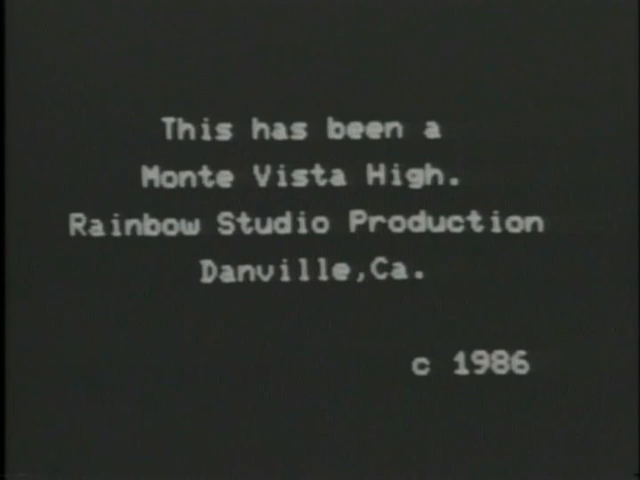 This has been a
Monte Vista High.
Rainbow Studio Production
Danville,Ca.
c 1986